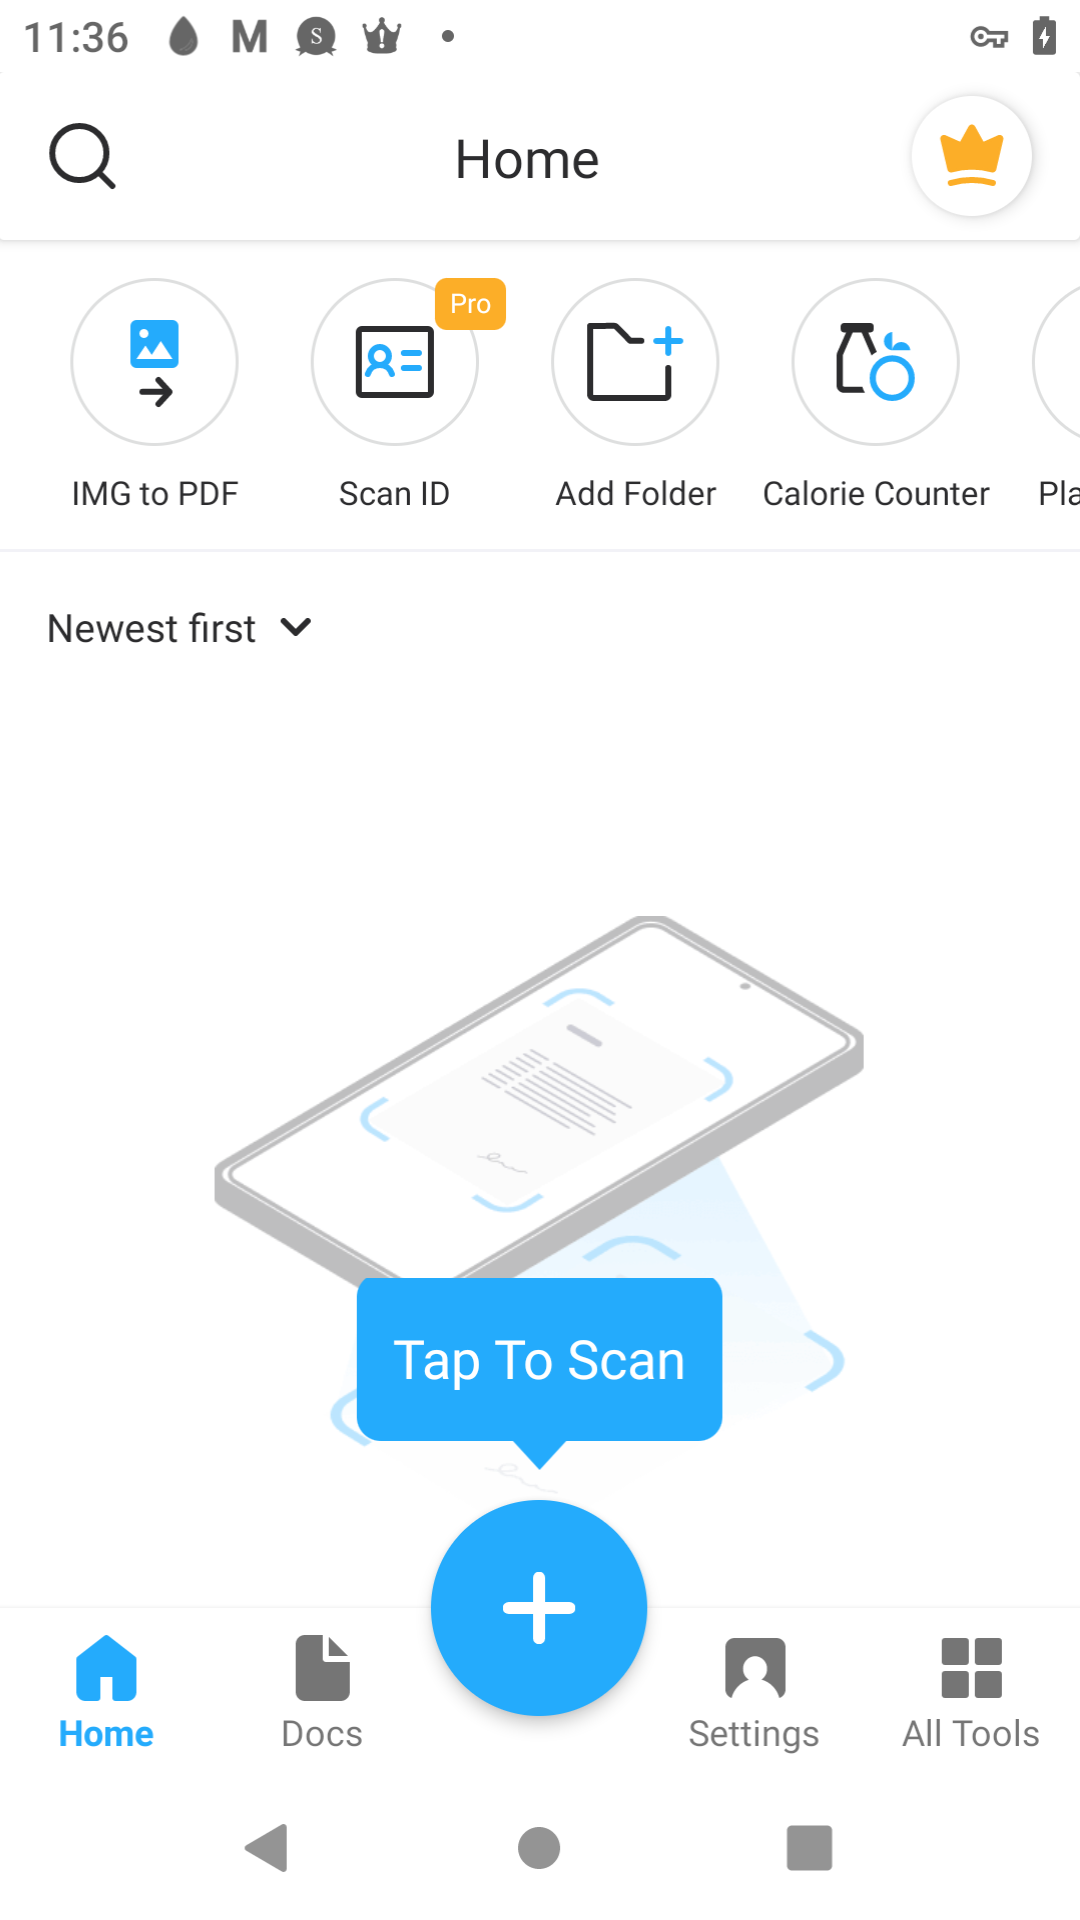 11:36 M S
Home
Pro
IMG to PDF Scan ID Add Folder Calorie Counter Pla
Newest first
Tap To Scan
Home Docs Settings All Tools